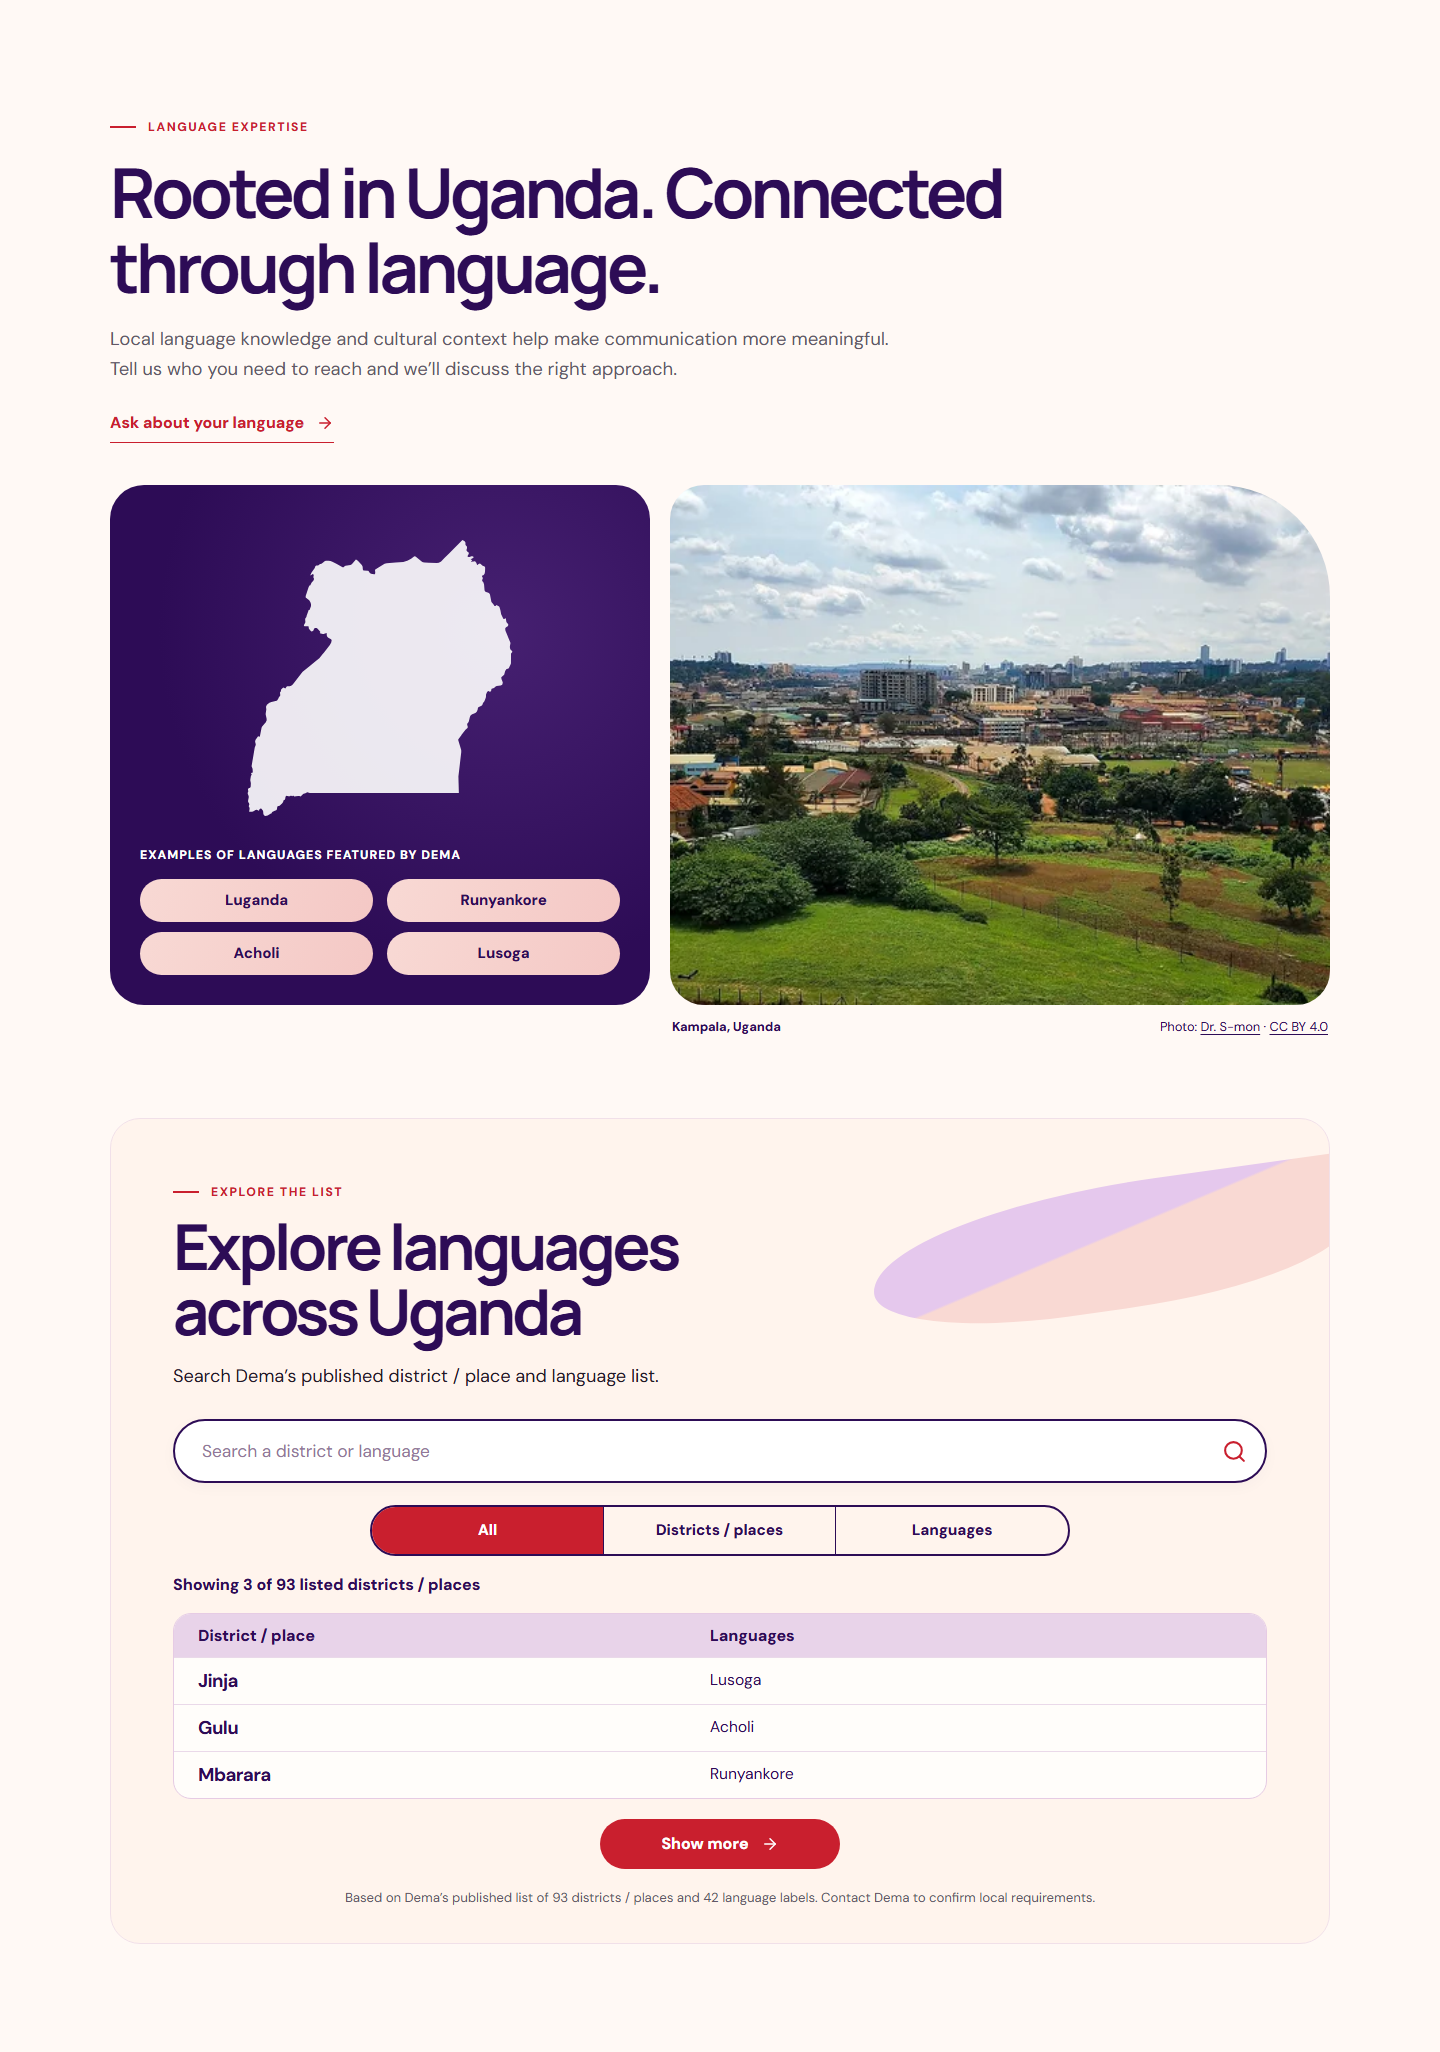 LANGUAGE EXPERTISE
Rooted in Uganda. Connected
through language.
Local language knowledge and cultural context help make communication more meaningful.
Tell us who you need to reach and we’ll discuss the right approach.
Ask about your language
EXAMPLES OF LANGUAGES FEATURED BY DEMA
Luganda
Runyankore
Acholi
Lusoga
Kampala, Uganda
Photo: Dr. S-mon · CC BY 4.0
EXPLORE THE LIST
Explore languages
across Uganda
Search Dema’s published district / place and language list.
Search a district or language
All
Districts / places
Languages
Showing 3 of 93 listed districts / places
District / place
Languages
Jinja
Lusoga
Gulu
Acholi
Mbarara
Runyankore
Show more
Based on Dema’s published list of 93 districts / places and 42 language labels. Contact Dema to confirm local requirements.